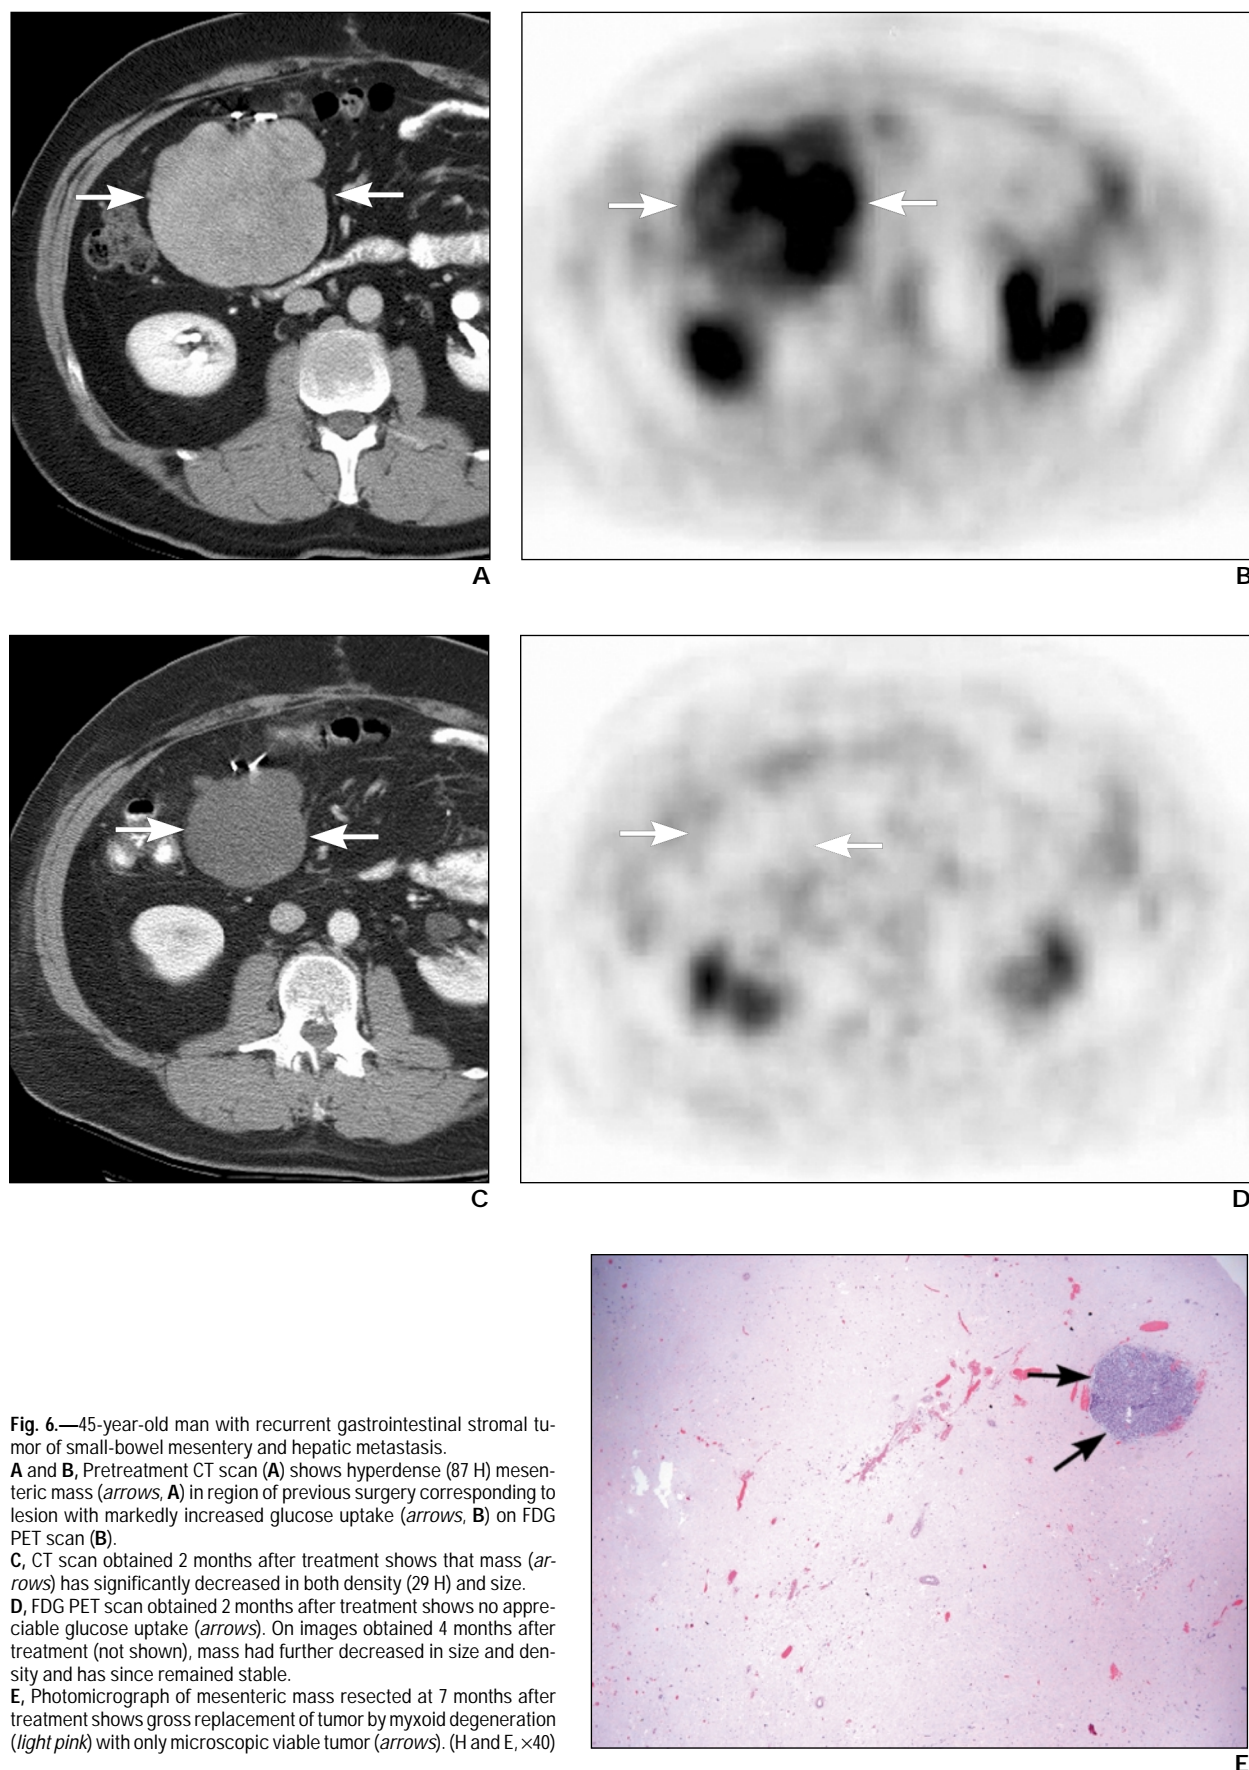 A
B
C
D
E
Fig. 6.—45-year-old man with recurrent gastrointestinal stromal tu-
mor of small-bowel mesentery and hepatic metastasis.
A and B, Pretreatment CT scan (A) shows hyperdense (87 H) mesen-
teric mass (arrows, A) in region of previous surgery corresponding to
lesion with markedly increased glucose uptake (arrows, B) on FDG
PET scan (B).
C, CT scan obtained 2 months after treatment shows that mass (ar-
rows) has significantly decreased in both density (29 H) and size.
D, FDG PET scan obtained 2 months after treatment shows no appre-
ciable glucose uptake (arrows). On images obtained 4 months after
treatment (not shown), mass had further decreased in size and den-
sity and has since remained stable.
E, Photomicrograph of mesenteric mass resected at 7 months after
treatment shows gross replacement of tumor by myxoid degeneration
(light pink) with only microscopic viable tumor (arrows). (H and E, ×40)